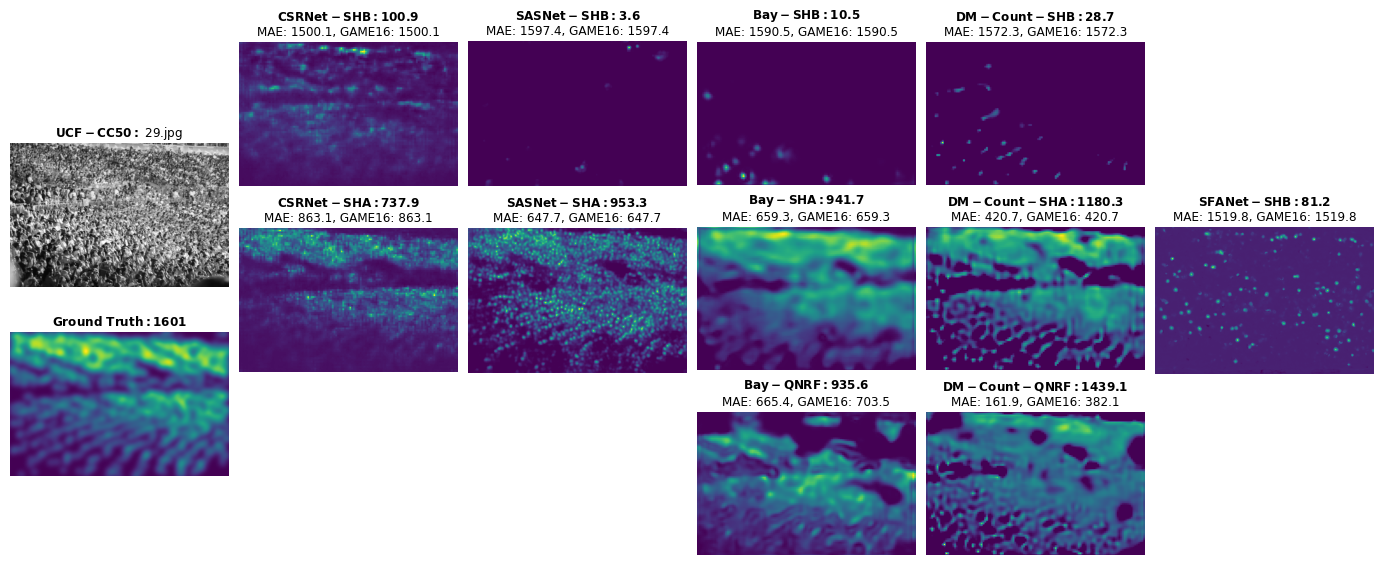 CSRNet − SHB : 100.9
MAE: 1500.1, GAME16: 1500.1
SASNet − SHB : 3.6
MAE: 1597.4, GAME16: 1597.4
Bay − SHB : 10.5
MAE: 1590.5, GAME16: 1590.5
DM − Count − SHB : 28.7
MAE: 1572.3, GAME16: 1572.3
UCF − CC50 : 29.jpg
CSRNet − SHA : 737.9
MAE: 863.1, GAME16: 863.1
SASNet − SHA : 953.3
MAE: 647.7, GAME16: 647.7
Bay − SHA : 941.7
MAE: 659.3, GAME16: 659.3
DM − Count − SHA : 1180.3
MAE: 420.7, GAME16: 420.7
SFANet − SHB : 81.2
MAE: 1519.8, GAME16: 1519.8
Ground Truth : 1601
Bay − QNRF : 935.6
MAE: 665.4, GAME16: 703.5
DM − Count − QNRF : 1439.1
MAE: 161.9, GAME16: 382.1